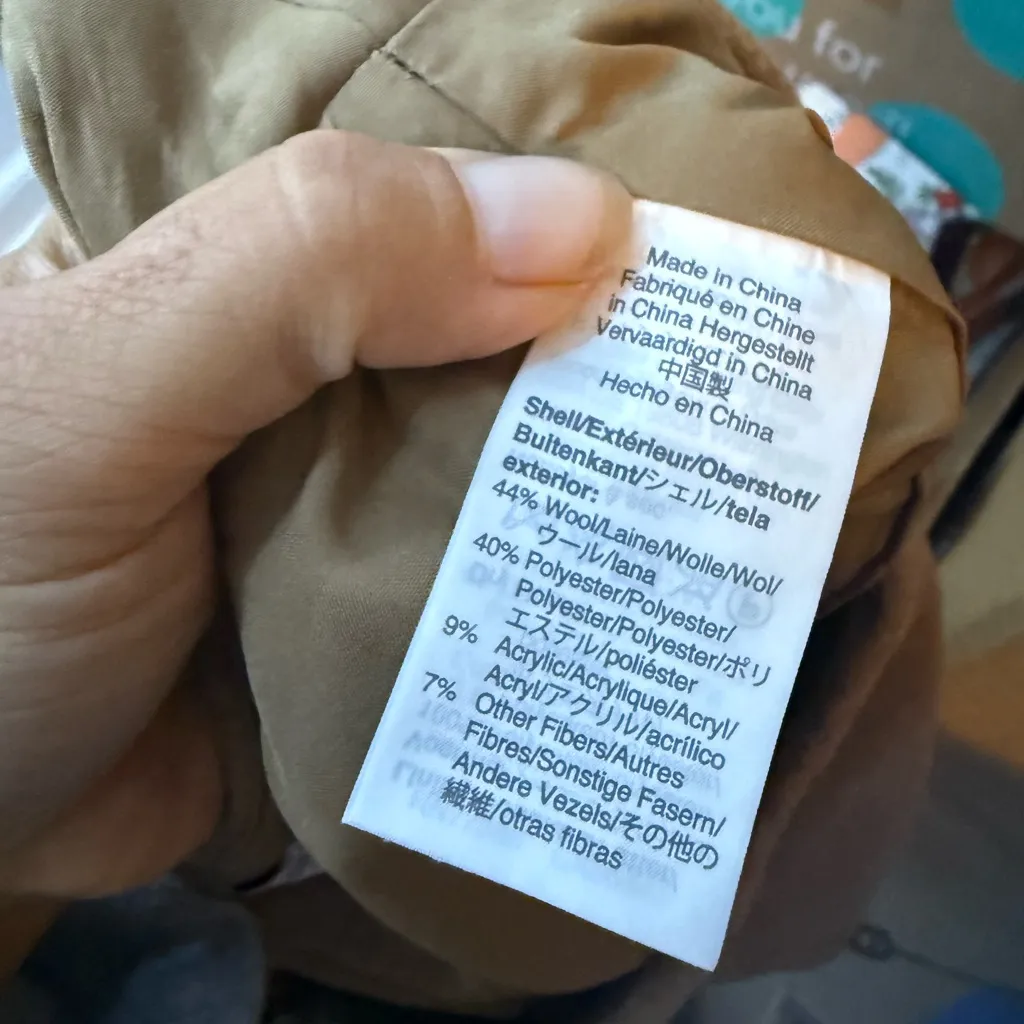 you for
Made in China
Fabriqué en Chine
in China Hergestellt
Vervaardigd in China
中国製
Hecho en China
Shell/Extérieur/Oberstoff/
Buitenkant/シェル/tela
exterior:
44% Wool/Laine/Wolle/Wol/
ウール/lana
40% Polyester/Polyester/
Polyester/Polyester/ポリ
エステル/poliéster
9% Acrylic/Acrylique/Acryl/
Acryl/アクリル/acrílico
7% Other Fibers/Autres
Fibres/Sonstige Fasern/
Andere Vezels/その他の
繊維/otras fibras